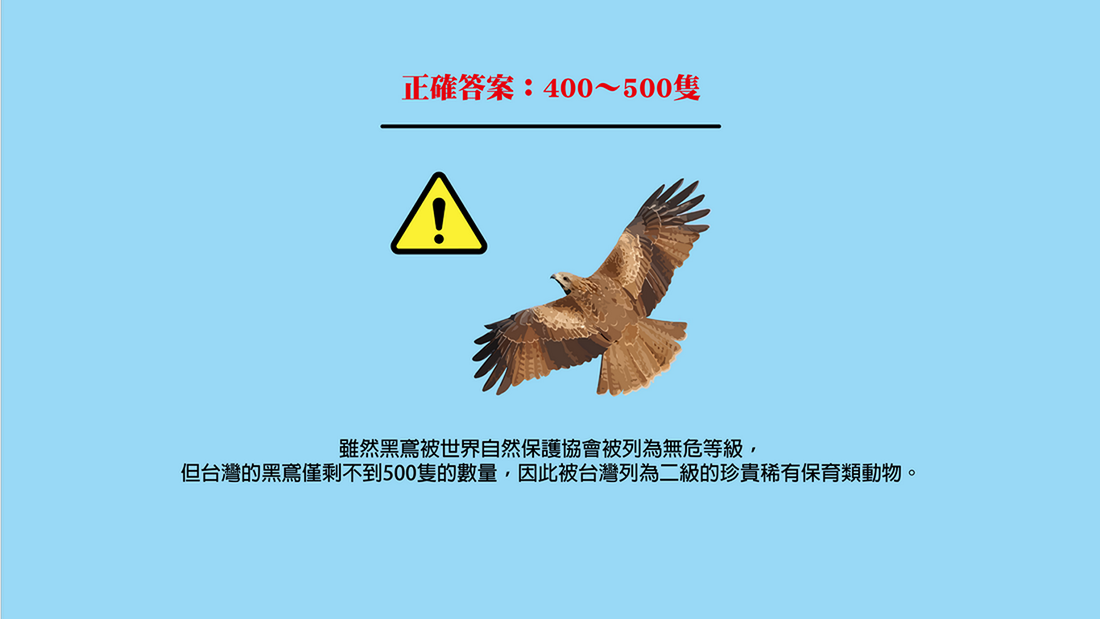 正確答案：400～500隻
雖然黑鳶被世界自然保護協會被列為無危等級，
但台灣的黑鳶僅剩不到500隻的數量，因此被台灣列為二級的珍貴稀有保育類動物。